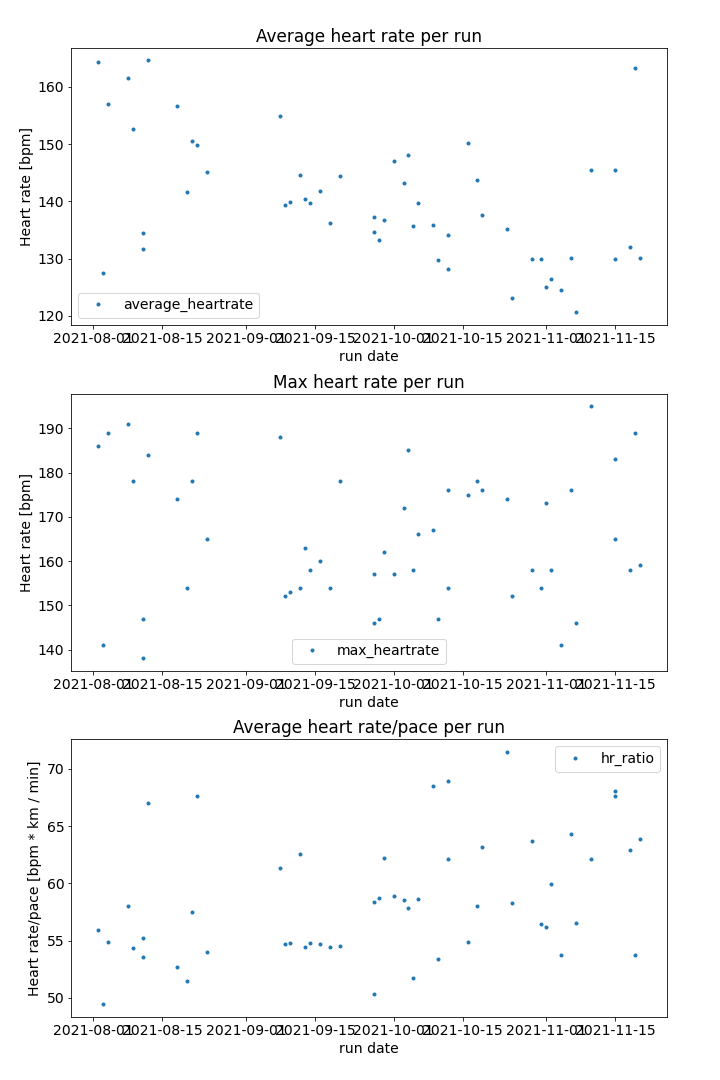 Average heart rate per run
Heart rate [bpm]
160
150
140
130
120
average_heartrate
2021-08-01 2021-08-15 2021-09-01 2021-09-15 2021-10-01 2021-10-15 2021-11-01 2021-11-15
run date
Max heart rate per run
Heart rate [bpm]
190
180
170
160
150
140
max_heartrate
2021-08-01 2021-08-15 2021-09-01 2021-09-15 2021-10-01 2021-10-15 2021-11-01 2021-11-15
run date
Average heart rate/pace per run
Heart rate/pace [bpm * km / min]
hr_ratio
70
65
60
55
50
2021-08-01 2021-08-15 2021-09-01 2021-09-15 2021-10-01 2021-10-15 2021-11-01 2021-11-15
run date